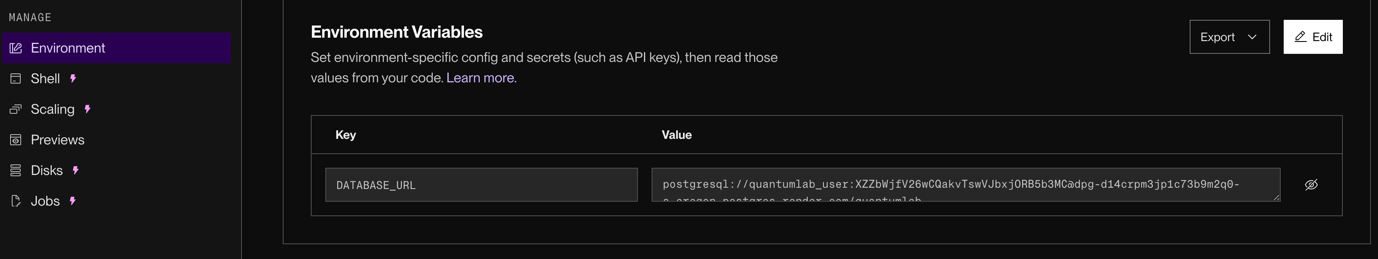 MANAGE
Environment
Shell
Scaling
Previews
Disks
Jobs
Environment Variables
Set environment-specific config and secrets (such as API keys), then read those
values from your code. Learn more.
Export
Edit
Key Value
DATABASE_URL
postgresql://quantumlab_user:XZZbWjfV26wCQakvTswVJbxjORB5b3MC@dpg-d14crpm3jp1c73b9m2q0-